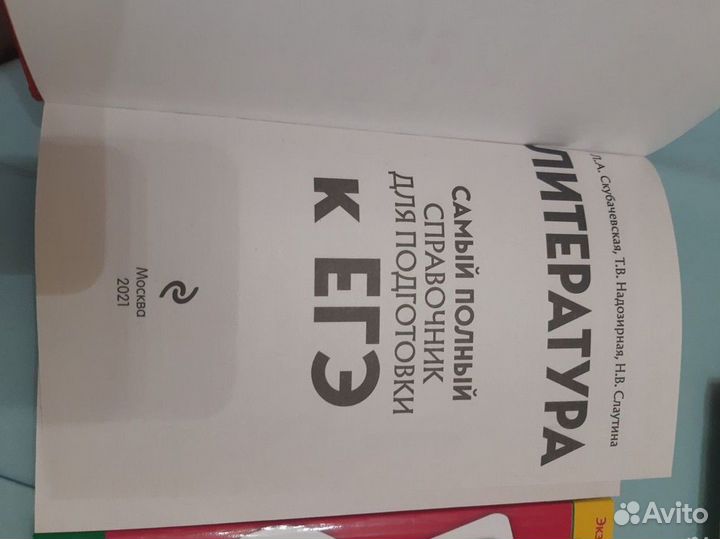 Л.А. Скубачевская, Т.В. Надозирная, Н.В. Слаутина
ЛИТЕРАТУРА
САМЫЙ ПОЛНЫЙ
СПРАВОЧНИК
ДЛЯ ПОДГОТОВКИ
К ЕГЭ
Москва
2021
Avito